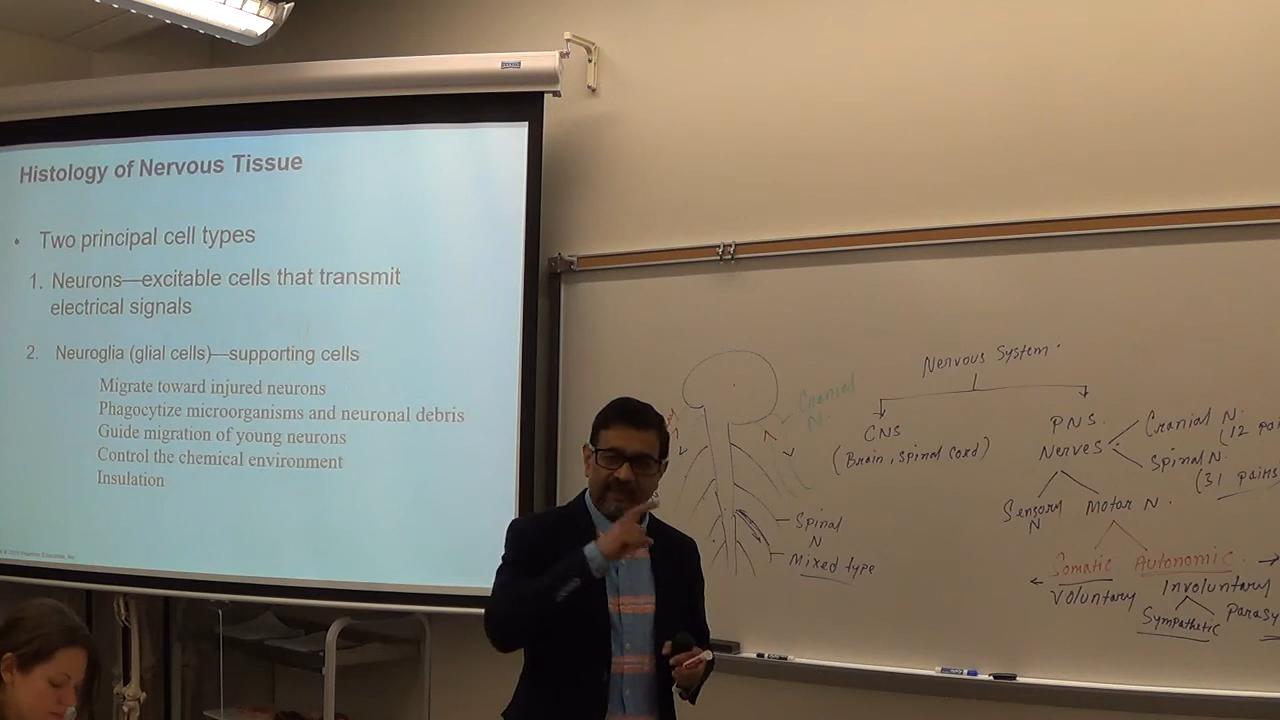 Histology of Nervous Tissue
• Two principal cell types
1. Neurons—excitable cells that transmit
electrical signals
2. Neuroglia (glial cells)—supporting cells
Migrate toward injured neurons
Phagocytize microorganisms and neuronal debris
Guide migration of young neurons
Control the chemical environment
Insulation
Cranial
N.
Spinal
N
Mixed type
Nervous System.
CNS
(Brain, Spinal Cord)
PNS.
Nerves
Cranial N.
(12 pai
Spinal N.
(31 pairs
Sensory
N
Motor N.
Somatic
Voluntary
Autonomic.
Involuntary
Sympathetic
Parasy